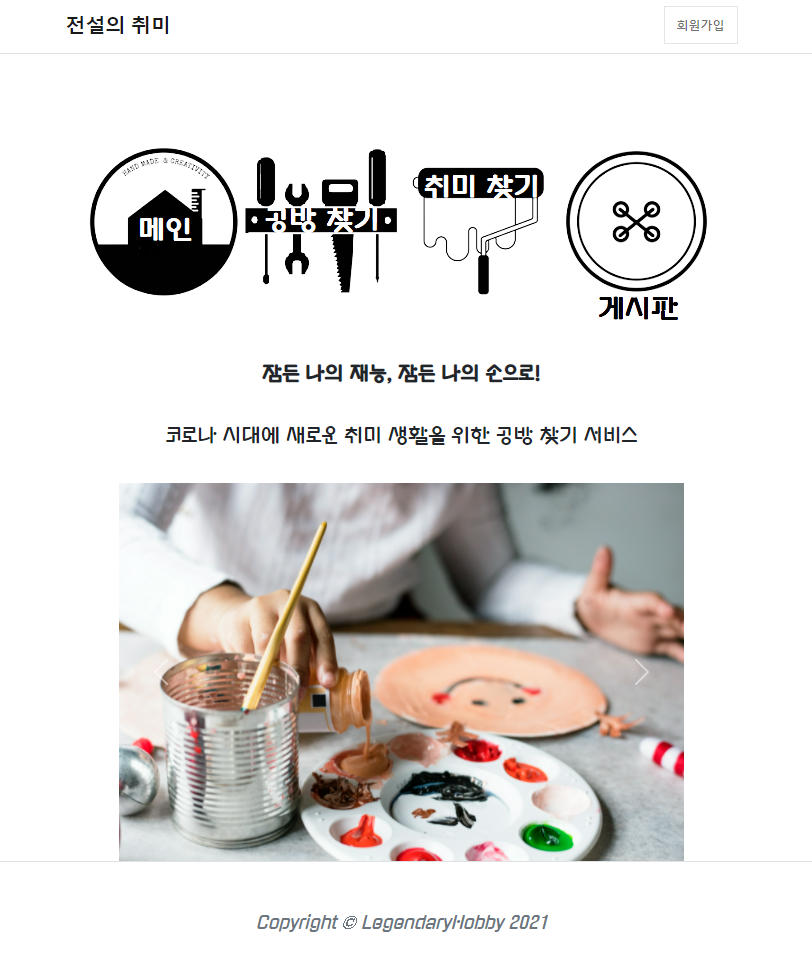 전설의 취미
회원가입
HAND MADE & CREATIVITY
메인
공방 찾기
취미 찾기
게시판
잠든 나의 재능, 잠든 나의 손으로!
코로나 시대에 새로운 취미 생활을 위한 공방 찾기 서비스
Copyright © LegendaryHobby 2021